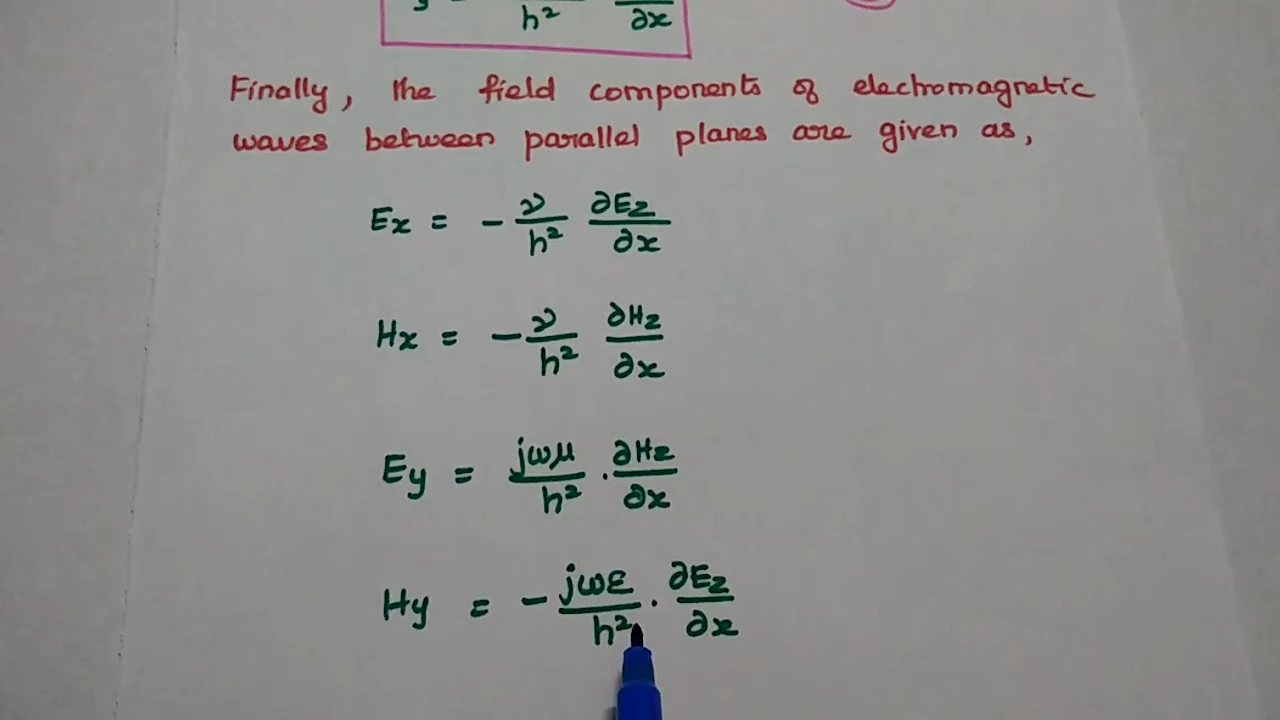 h² ∂x
Finally, the field components of electromagnetic
waves between parallel planes are given as,
Ex = - γ/h² ∂Ez/∂x
Hx = - γ/h² ∂Hz/∂x
Ey = jωμ/h² . ∂Hz/∂x
Hy = - jωε/h² . ∂Ez/∂x